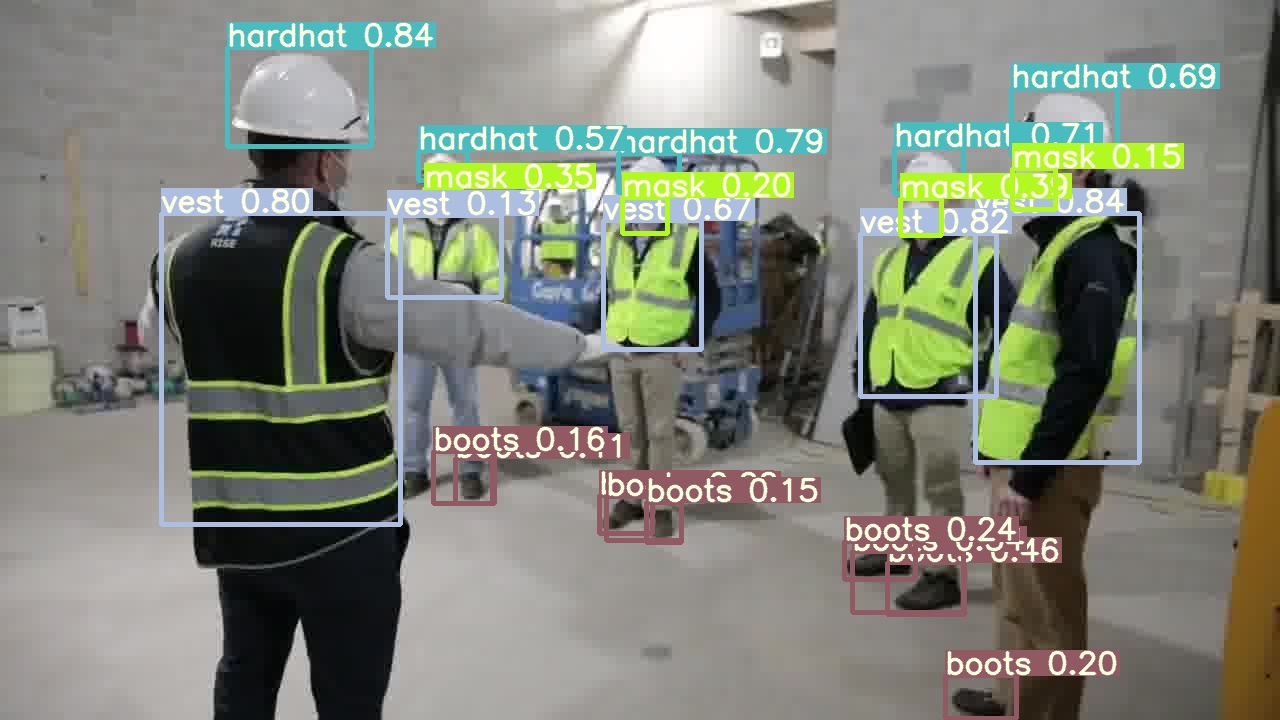 hardhat 0.84
hardhat 0.69
hardhat 0.57
hardhat 0.79
hardhat 0.71
mask 0.15
mask 0.35
mask 0.20
mask 0.39
vest 0.80
vest 0.13
vest 0.67
vest 0.82
vest 0.84
RISE
boots 0.16
boots 0.15
boots 0.24
boots 0.46
boots 0.20